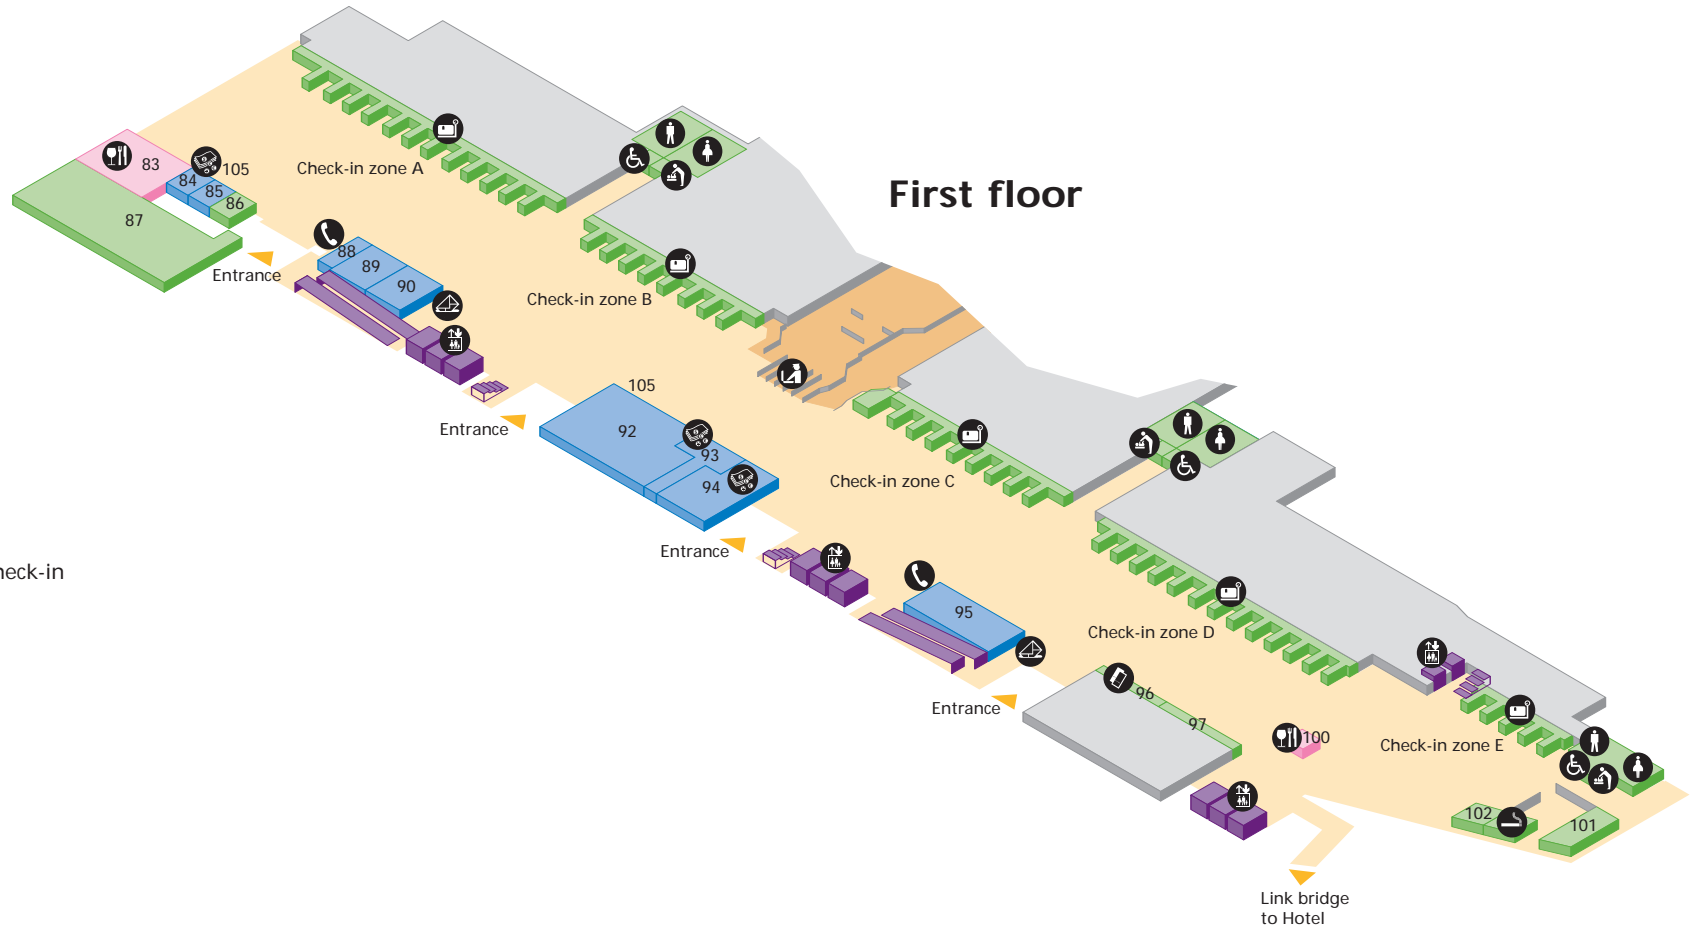 First floor
Check-in zone A
83
84
105
85
86
87
Entrance
88
89
90
Check-in zone B
105
92
93
94
Entrance
Check-in zone C
Entrance
heck-in
95
Check-in zone D
96
97
Entrance
100
Check-in zone E
102
101
Link bridge
to Hotel